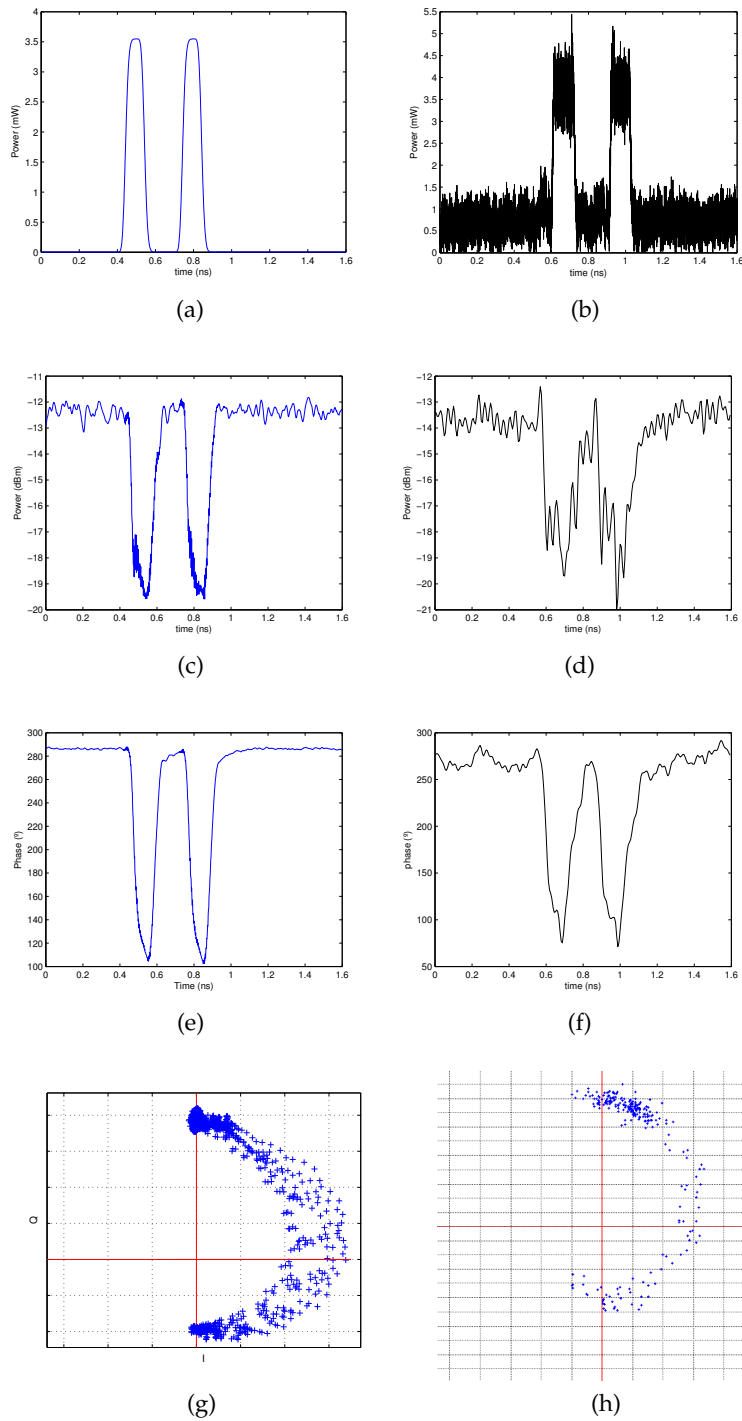 4
3.5
3
2.5
2
1.5
1
0.5
0
Power (mW)
0 0.2 0.4 0.6 0.8 1 1.2 1.4 1.6
time (ns)
(a)
5.5
5
4.5
4
3.5
3
2.5
2
1.5
1
0.5
0
Power (mW)
0 0.2 0.4 0.6 0.8 1 1.2 1.4 1.6
time (ns)
(b)
−11
−12
−13
−14
−15
−16
−17
−18
−19
−20
Power (dBm)
0 0.2 0.4 0.6 0.8 1 1.2 1.4 1.6
time (ns)
(c)
−12
−13
−14
−15
−16
−17
−18
−19
−20
−21
Power (dBm)
0 0.2 0.4 0.6 0.8 1 1.2 1.4 1.6
time (ns)
(d)
300
280
260
240
220
200
180
160
140
120
100
Phase (º)
0 0.2 0.4 0.6 0.8 1 1.2 1.4 1.6
Time (ns)
(e)
300
250
200
150
100
50
phase (º)
0 0.2 0.4 0.6 0.8 1 1.2 1.4 1.6
time (ns)
(f)
Q
I
(g)
(h)